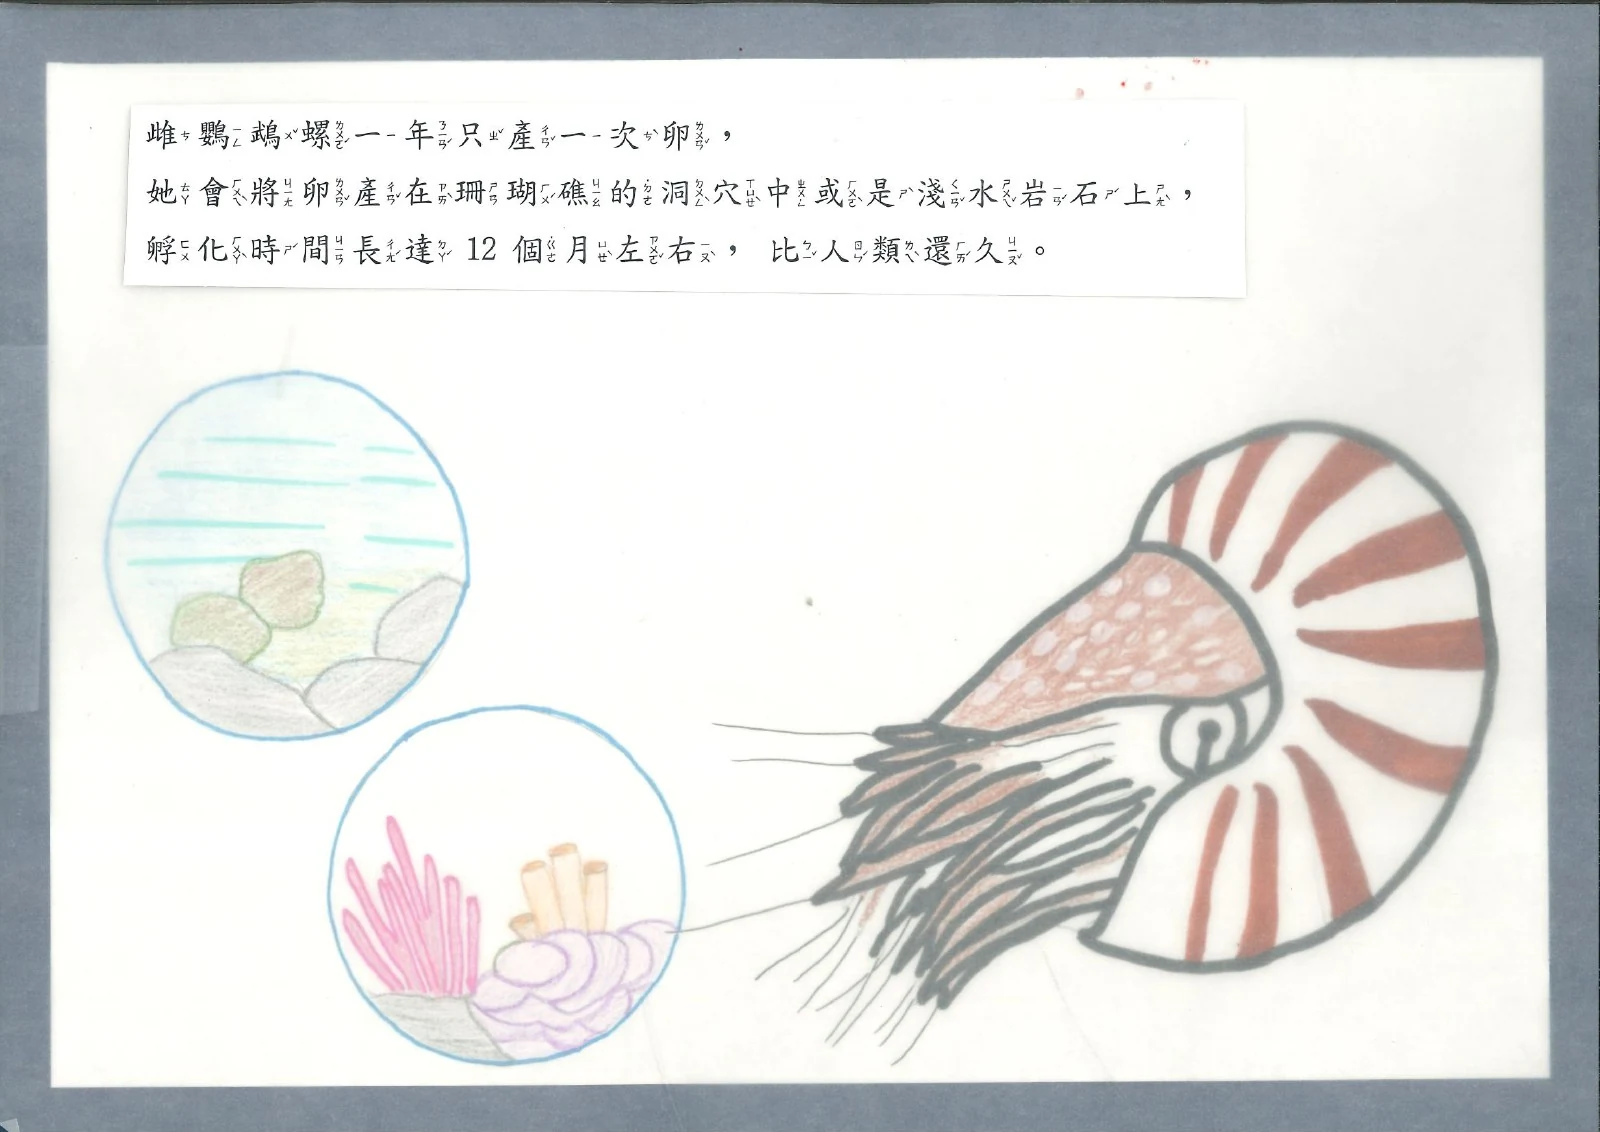 雌鸚鵡螺一年只產一次卵，
她會將卵產在珊瑚礁的洞穴中或是淺水岩石上，
孵化時間長達 12 個月左右， 比人類還久。